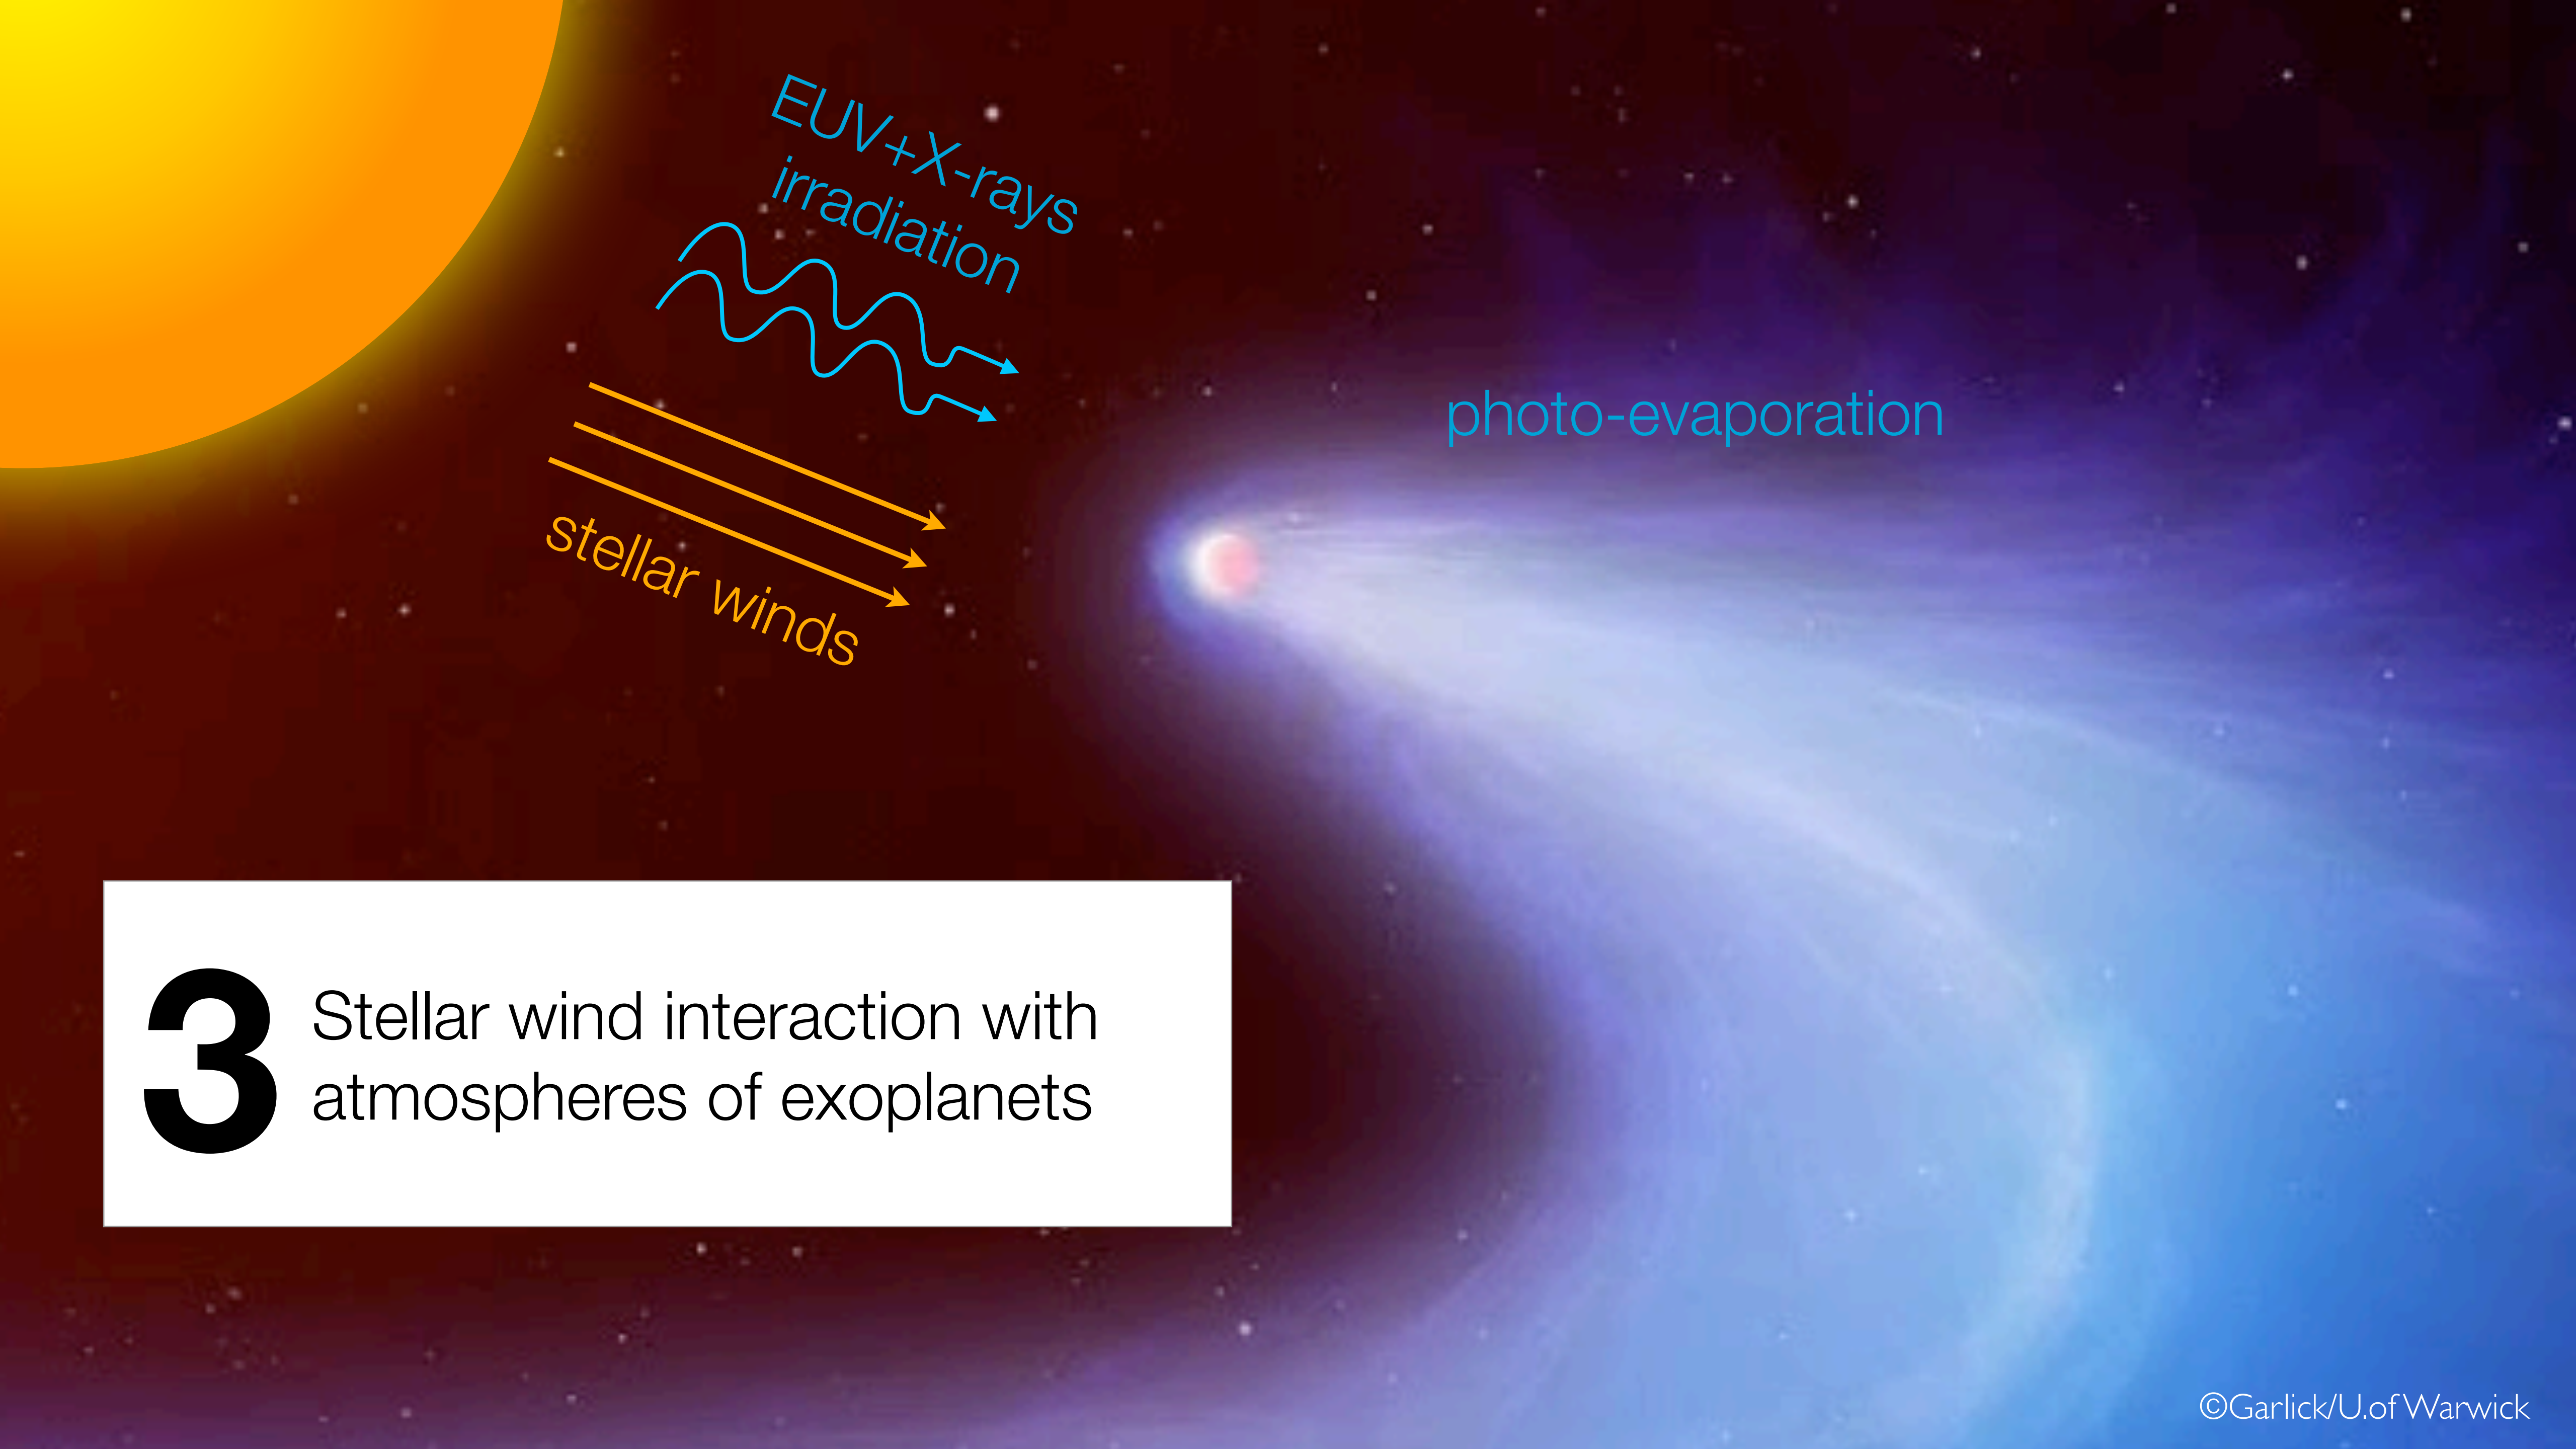 EUV+X-rays
irradiation
photo-evaporation
stellar winds
3
Stellar wind interaction with
atmospheres of exoplanets
©Garlick/U.of Warwick